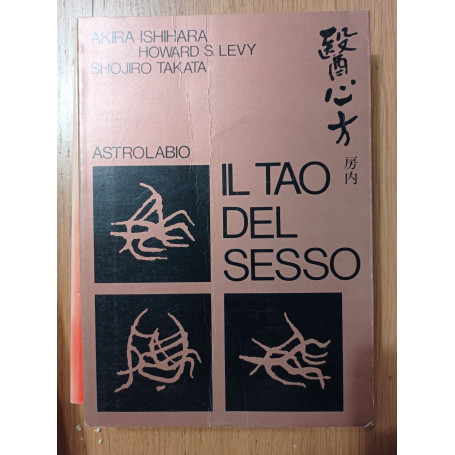 AKIRA ISHIHARA
HOWARD S. LEVY
SHOJIRO TAKATA
醫心方
房内
ASTROLABIO
IL TAO
DEL
SESSO